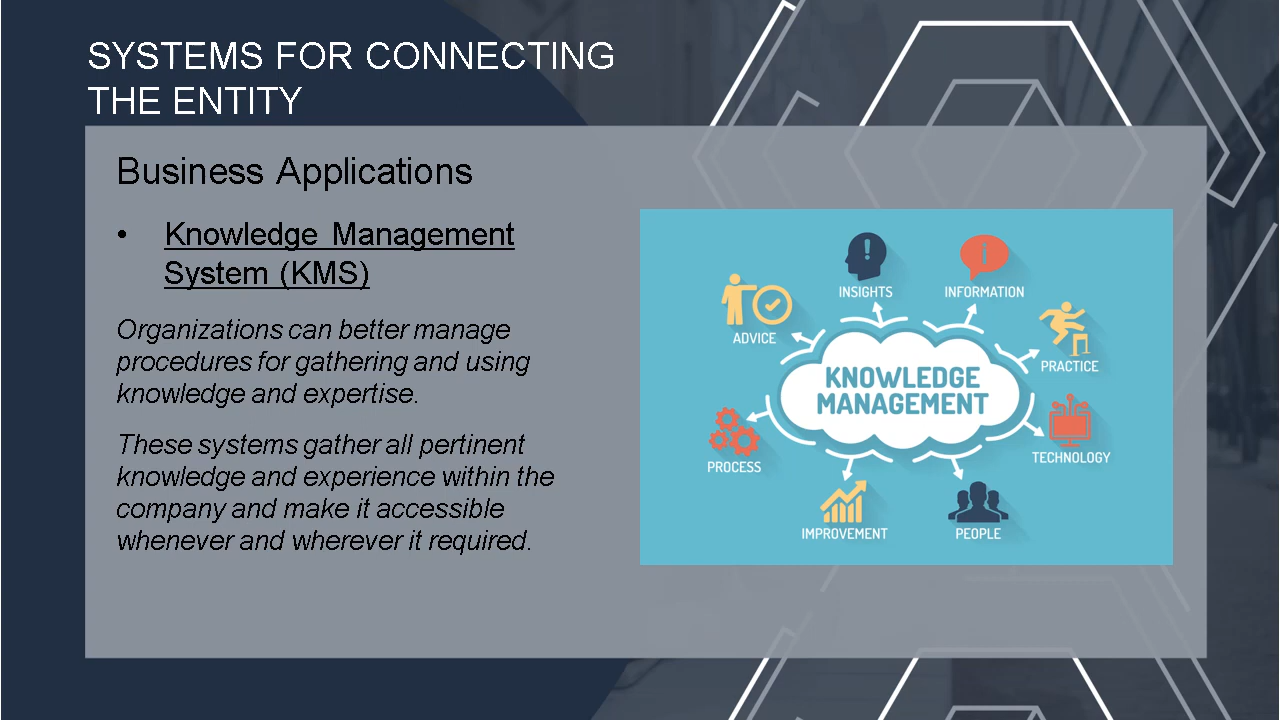 SYSTEMS FOR CONNECTING
THE ENTITY
Business Applications
• Knowledge Management
System (KMS)
Organizations can better manage
procedures for gathering and using
knowledge and expertise.
These systems gather all pertinent
knowledge and experience within the
company and make it accessible
whenever and wherever it required.
INSIGHTS
INFORMATION
ADVICE
PRACTICE
KNOWLEDGE
MANAGEMENT
PROCESS
TECHNOLOGY
IMPROVEMENT
PEOPLE